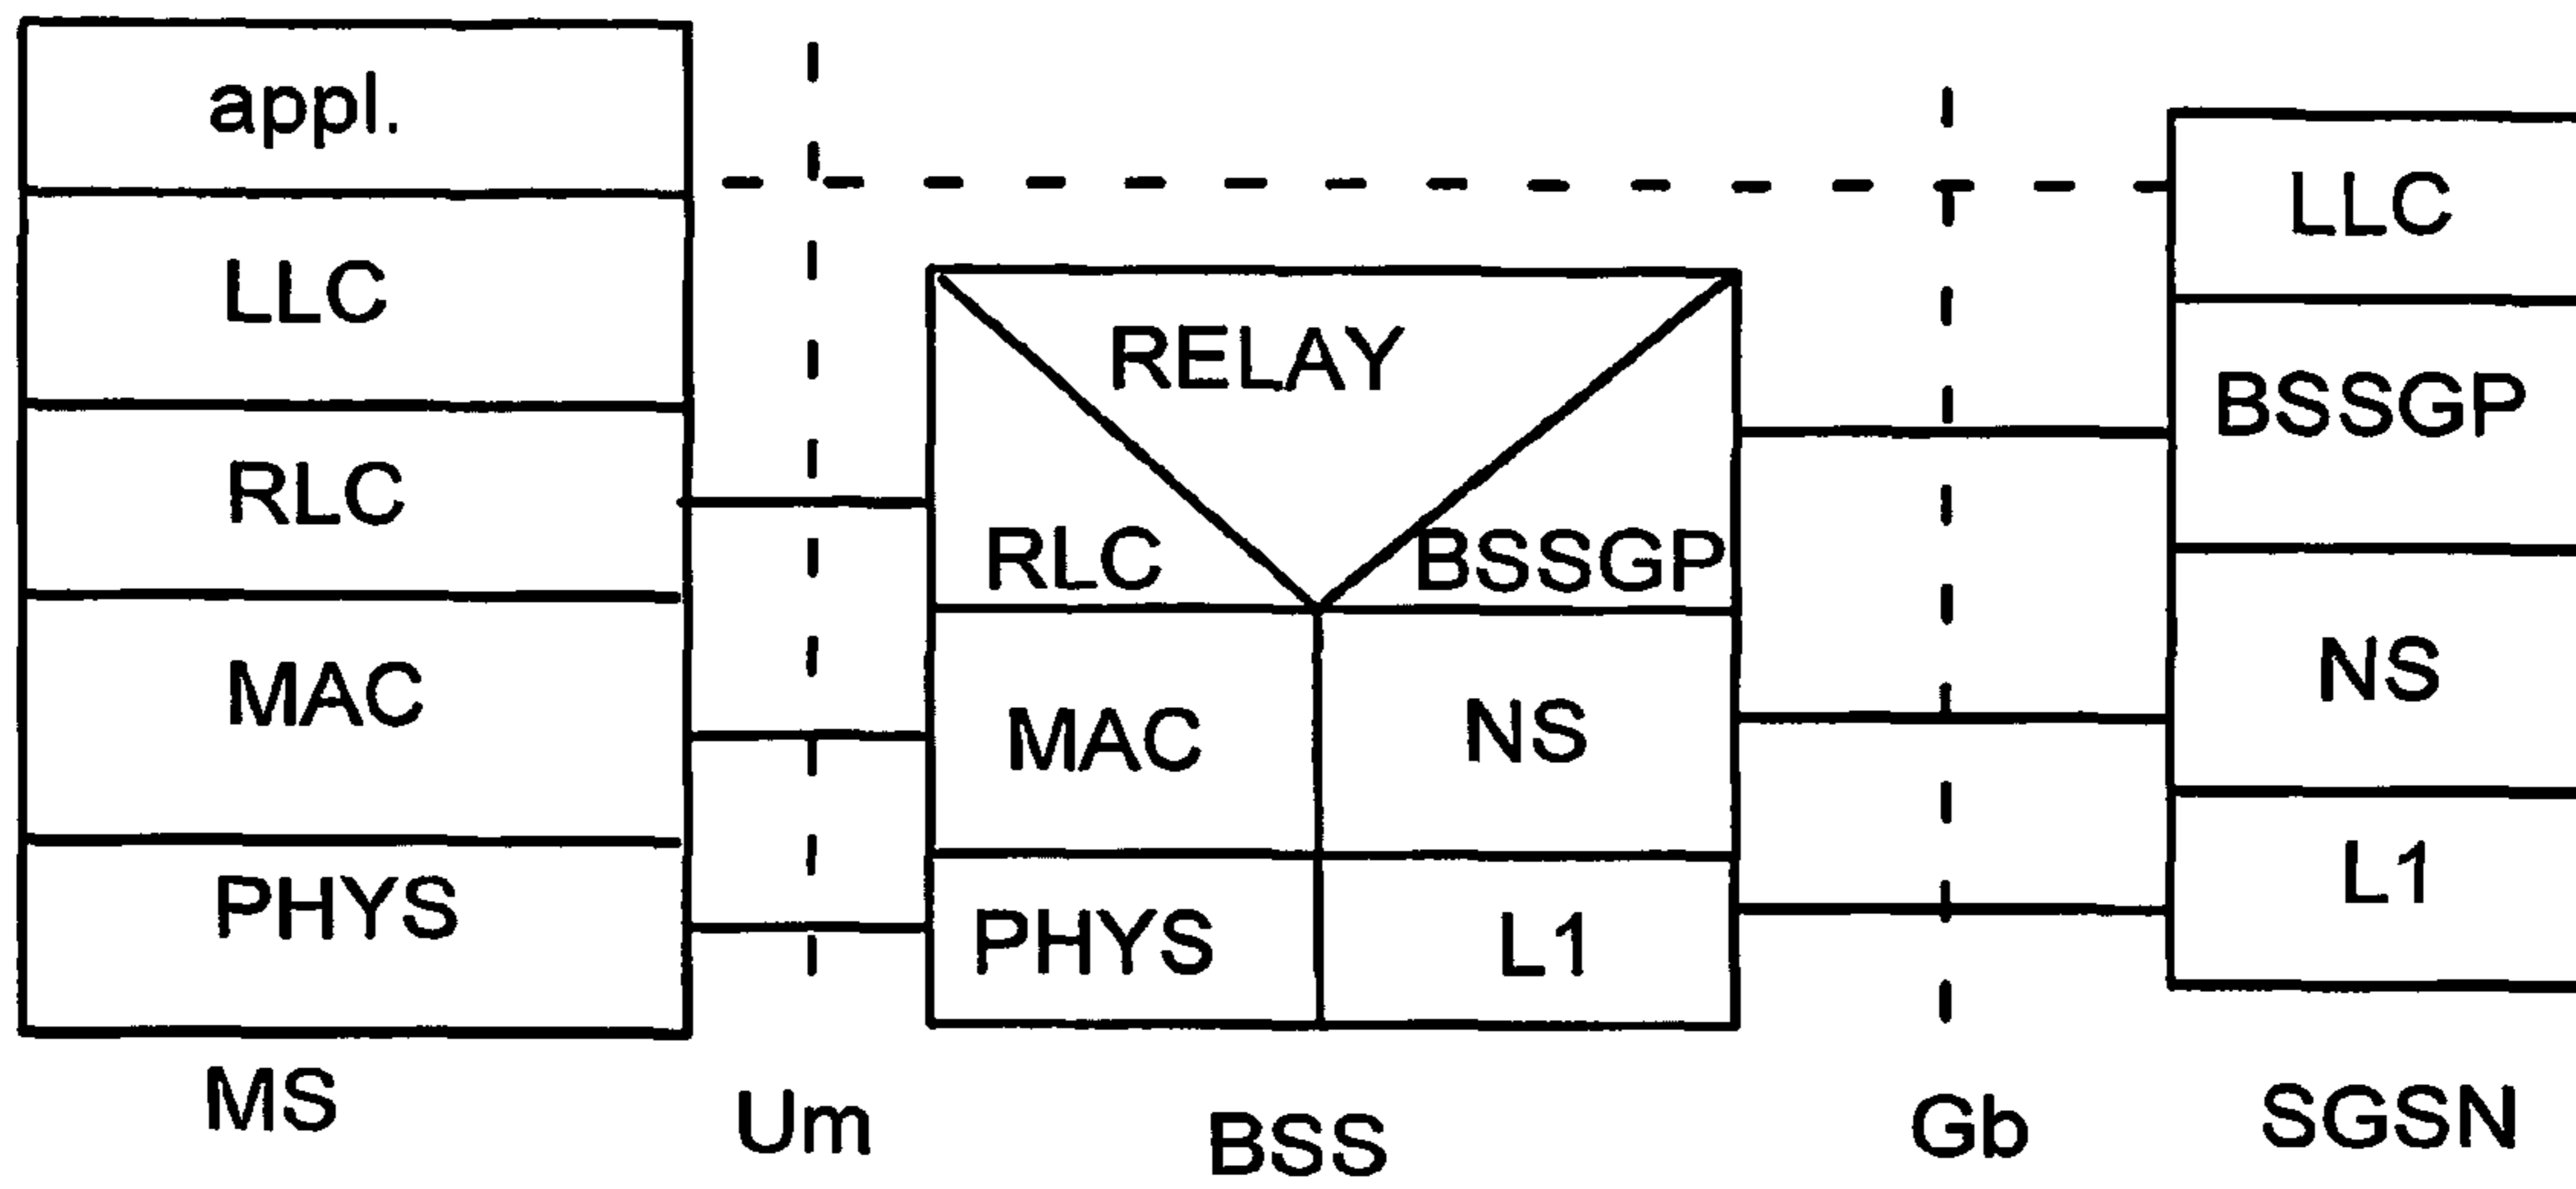 appl.
LLC
RLC
MAC
PHYS
MS
Um
RELAY
RLC
BSSGP
MAC
NS
PHYS
L1
BSS
Gb
LLC
BSSGP
NS
L1
SGSN